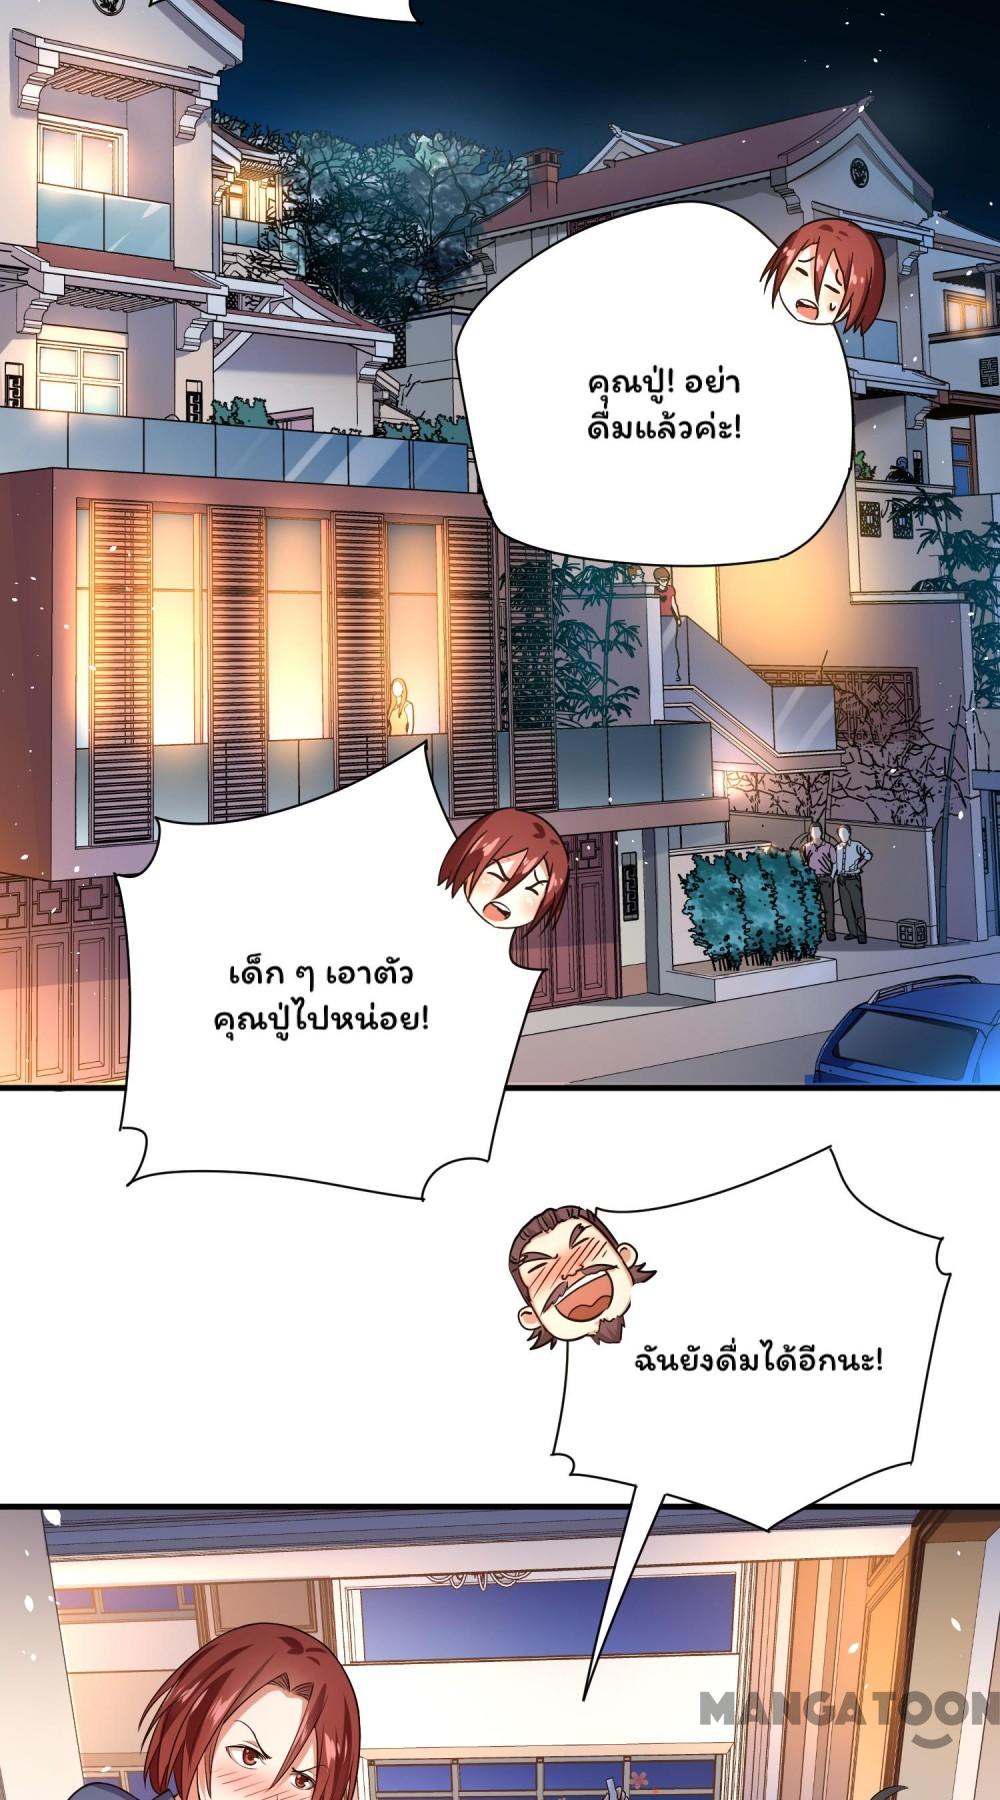 คุณปู่! อย่า
ดื่มแล้วค่ะ!
เด็ก ๆ เอาตัว
คุณปู่ไปหน่อย!
ฉันยังดื่มได้อีกนะ!
MANGATOON